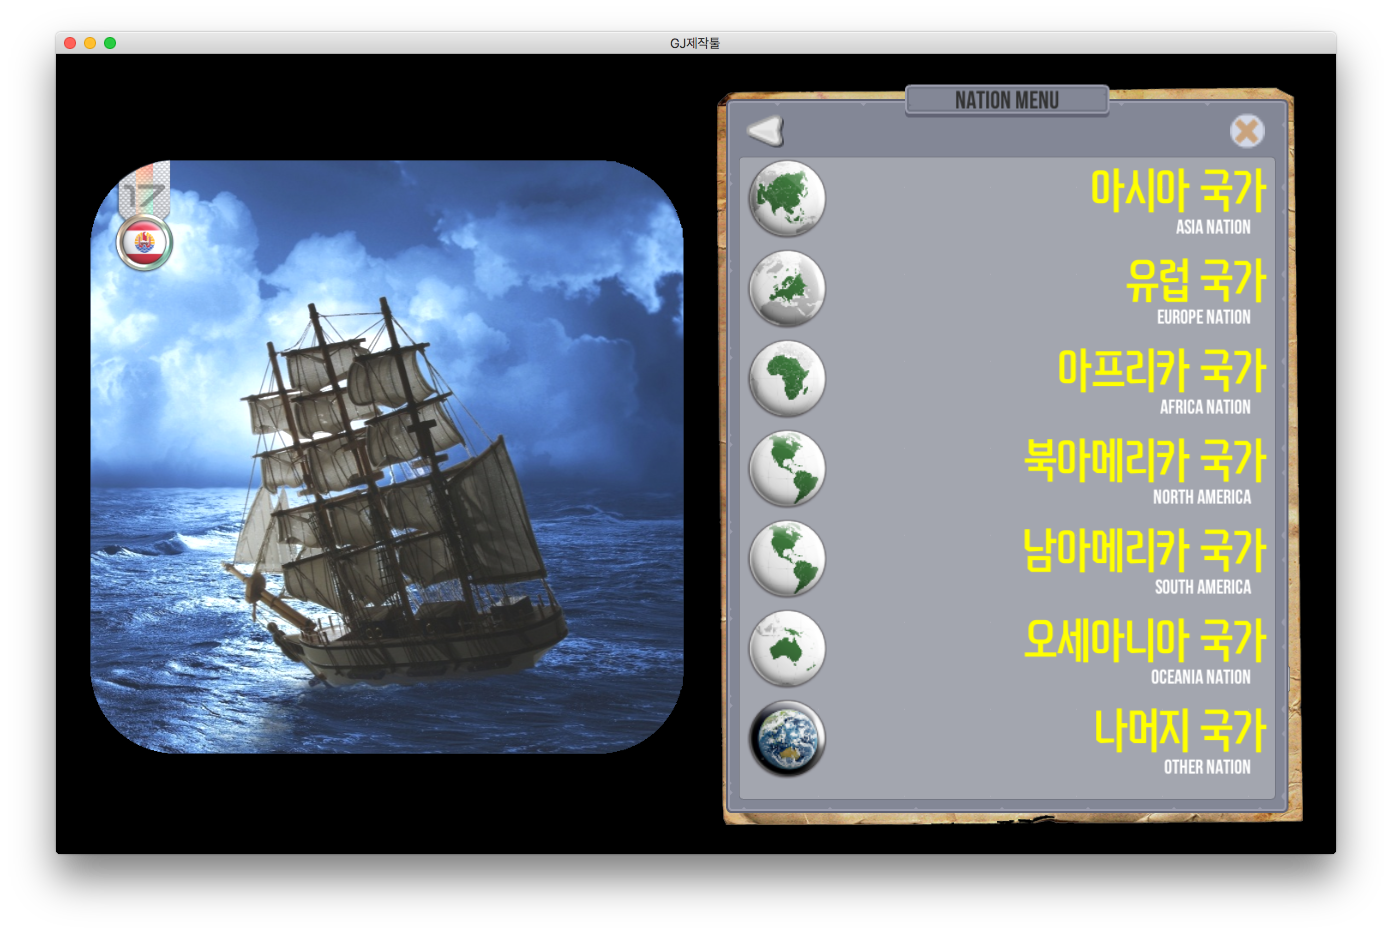 GJ제작툴
17
NATION MENU
아시아 국가
ASIA NATION
유럽 국가
EUROPE NATION
아프리카 국가
AFRICA NATION
북아메리카 국가
NORTH AMERICA
남아메리카 국가
SOUTH AMERICA
오세아니아 국가
OCEANIA NATION
나머지 국가
OTHER NATION